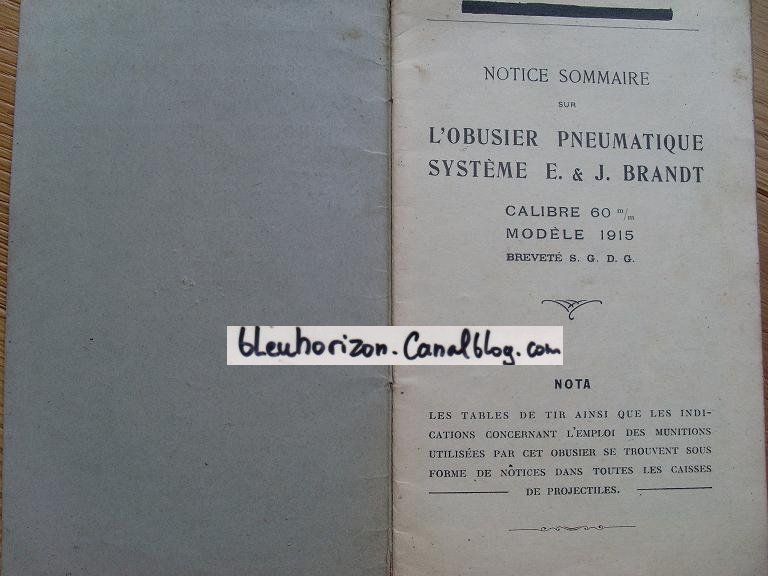 NOTICE SOMMAIRE
SUR
L'OBUSIER PNEUMATIQUE
SYSTÈME E. & J. BRANDT
CALIBRE 60 m/m
MODÈLE 1915
BREVETÉ S. G. D. G.
bleuhorizon.Canalblog.com
NOTA
LES TABLES DE TIR AINSI QUE LES INDI-
CATIONS CONCERNANT L'EMPLOI DES MUNITIONS
UTILISÉES PAR CET OBUSIER SE TROUVENT SOUS
FORME DE NOTICES DANS TOUTES LES CAISSES
DE PROJECTILES.